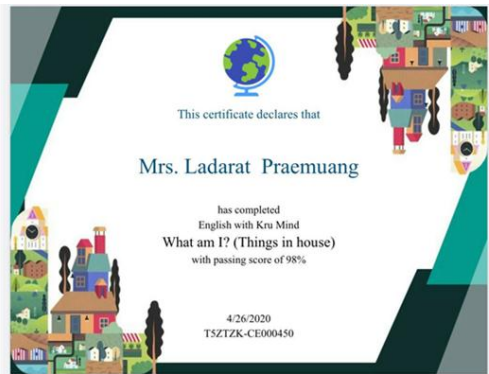 This certificate declares that
Mrs. Ladarat Praemuang
has completed
English with Kru Mind
What am I? (Things in house)
with passing score of 98%
4/26/2020
T5ZTZK-CE000450